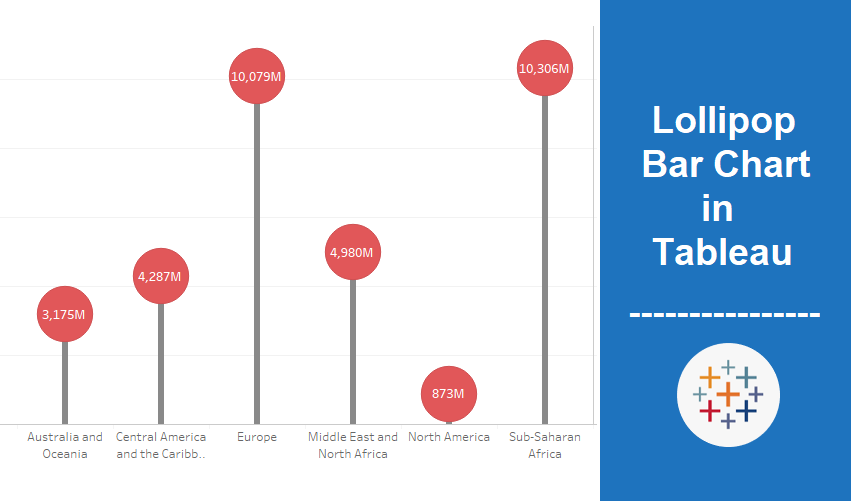 10,306M
10,079M
4,980M
4,287M
3,175M
873M
Australia and
Oceania
Central America
and the Caribb..
Europe
Middle East and
North Africa
North America
Sub-Saharan
Africa
Lollipop
Bar Chart
in
Tableau
----------------